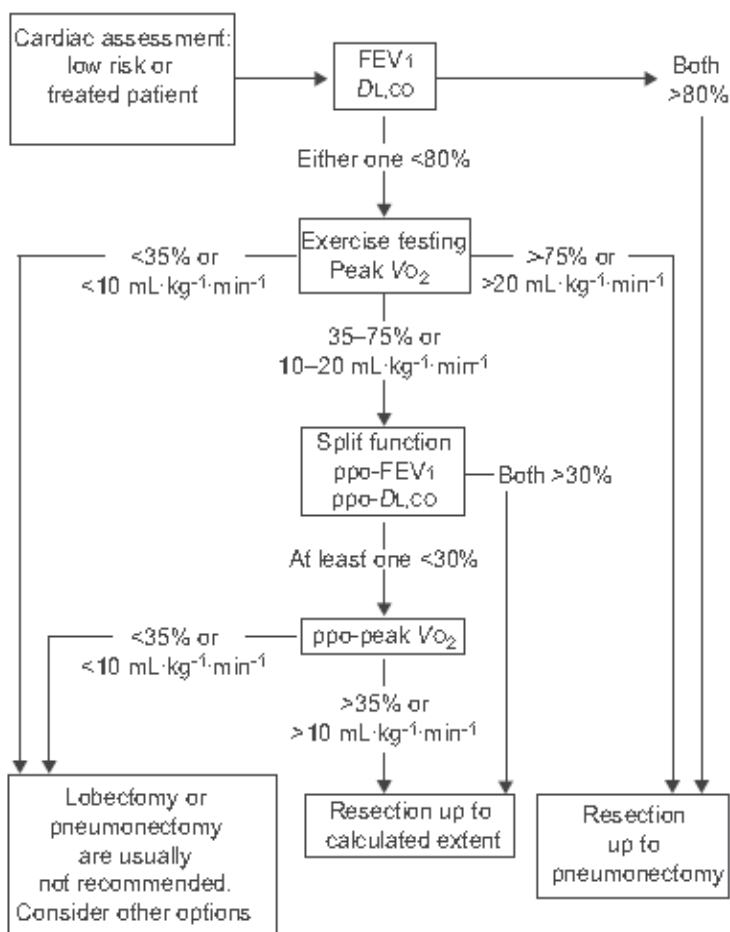 Cardiac assessment:
low risk or
treated patient
FEV1
DL,CO
Both
>80%
Either one <80%
Exercise testing
Peak VO₂
<35% or
<10 mL·kg⁻¹·min⁻¹
>75% or
>20 mL·kg⁻¹·min⁻¹
35–75% or
10–20 mL·kg⁻¹·min⁻¹
Split function
ppo-FEV1
ppo-DL,CO
Both >30%
At least one <30%
ppo-peak VO₂
<35% or
<10 mL·kg⁻¹·min⁻¹
>35% or
>10 mL·kg⁻¹·min⁻¹
Lobectomy or
pneumonectomy
are usually
not recommended.
Consider other options
Resection up to
calculated extent
Resection
up to
pneumonectomy